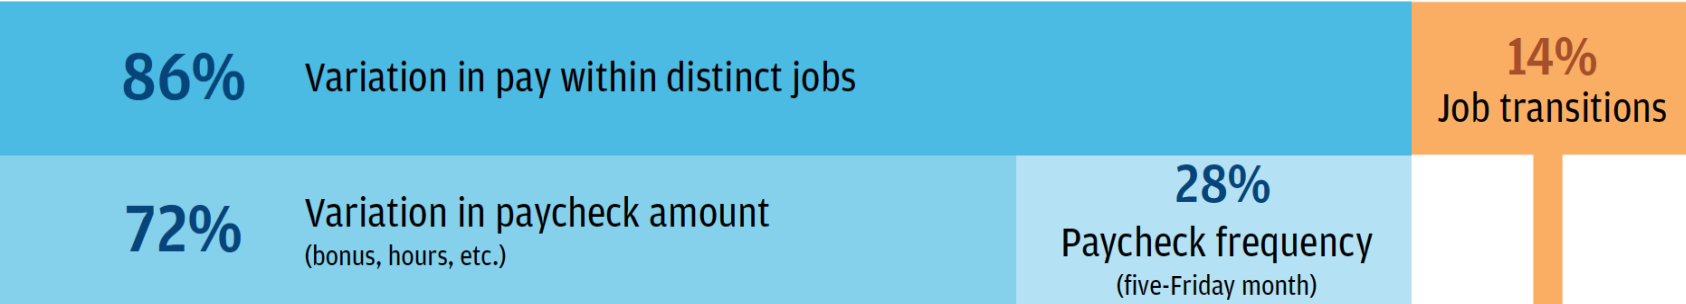 86%
Variation in pay within distinct jobs
14%
Job transitions
72%
Variation in paycheck amount
(bonus, hours, etc.)
28%
Paycheck frequency
(five-Friday month)